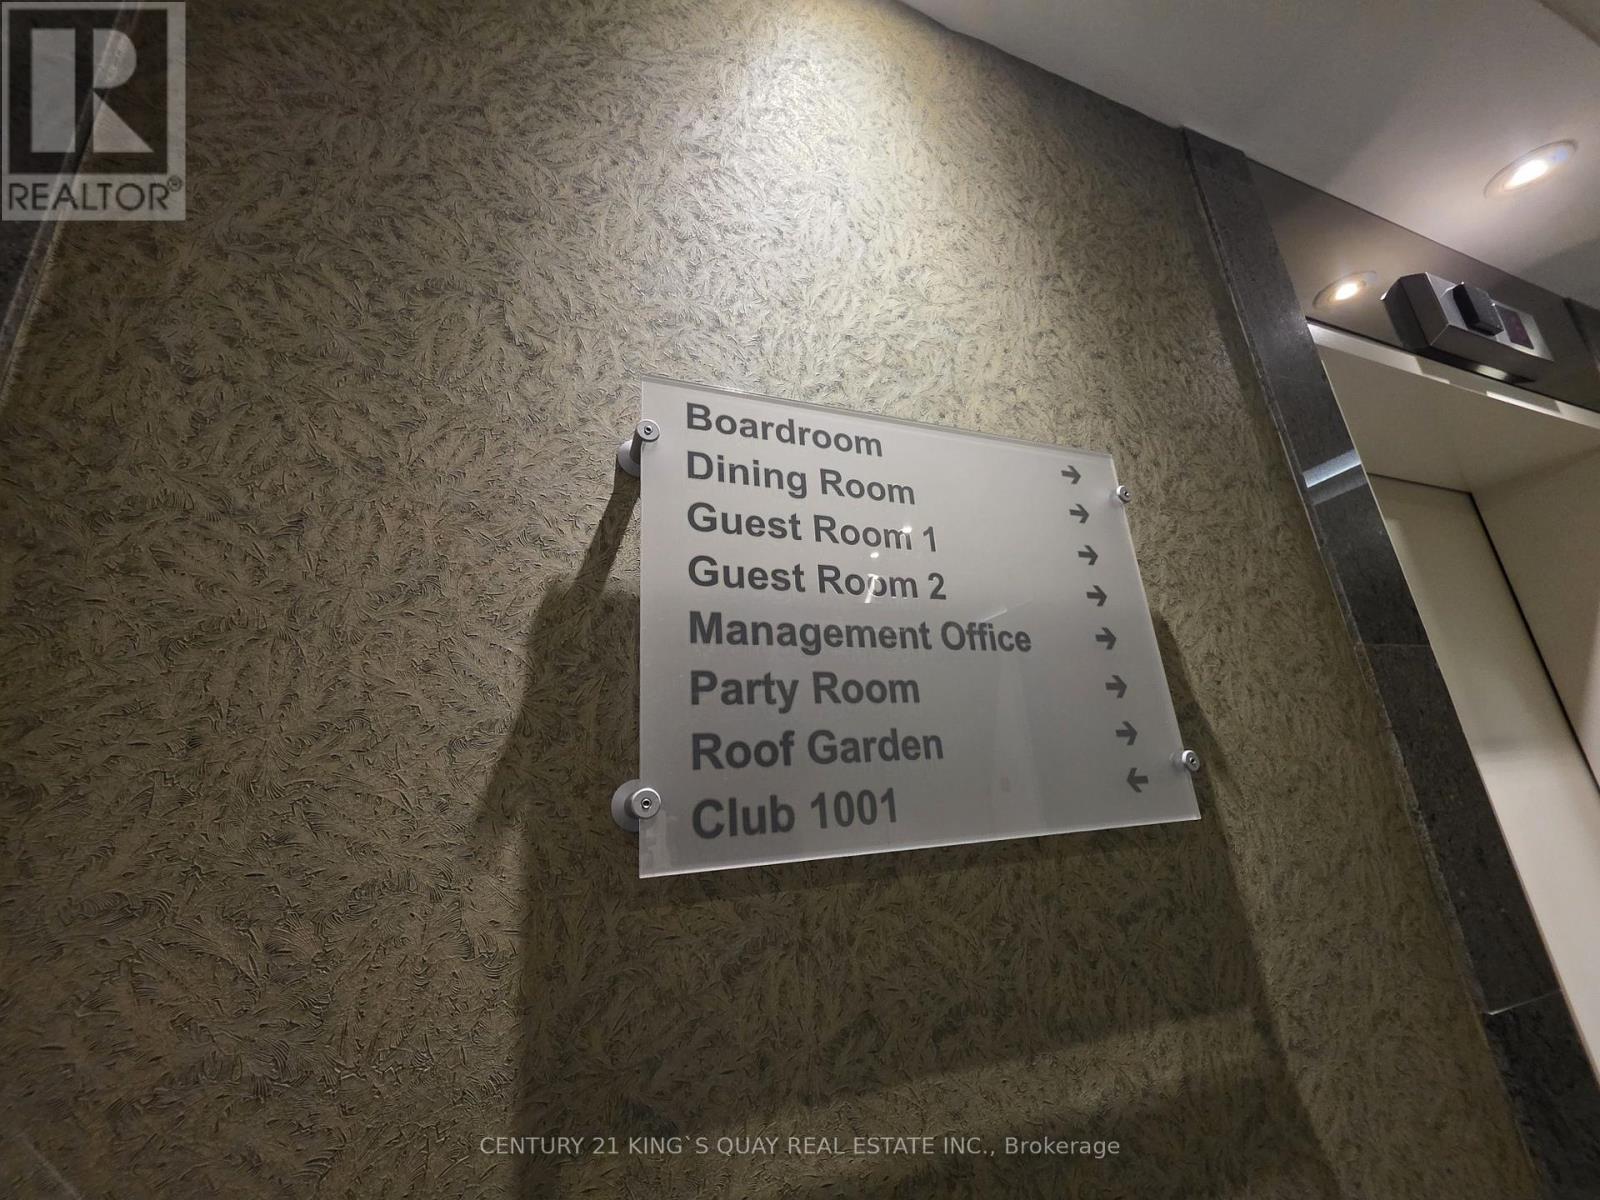 REALTOR®
Boardroom →
Dining Room →
Guest Room 1 →
Guest Room 2 →
Management Office →
Party Room →
Roof Garden →
Club 1001 ←
CENTURY 21 KING`S QUAY REAL ESTATE INC., Brokerage